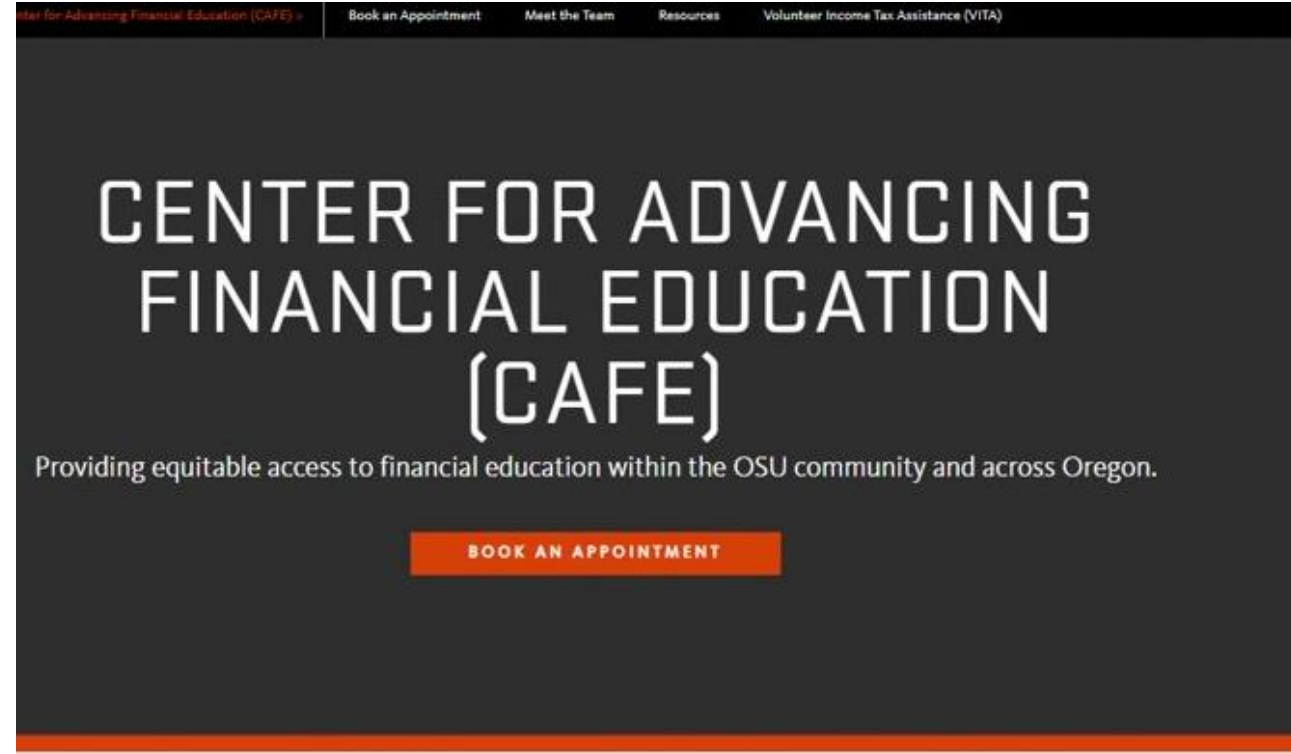 nter for Advancing Financial Education (CAFE) »
Book an Appointment
Meet the Team
Resources
Volunteer Income Tax Assistance (VITA)
CENTER FOR ADVANCING
FINANCIAL EDUCATION
(CAFE)
Providing equitable access to financial education within the OSU community and across Oregon.
BOOK AN APPOINTMENT